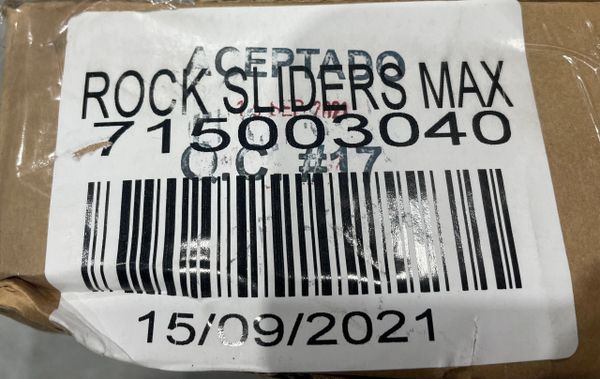 ACEPTADO
ROCK SLIDERS MAX
715003040
Q.C #17
15/09/2021